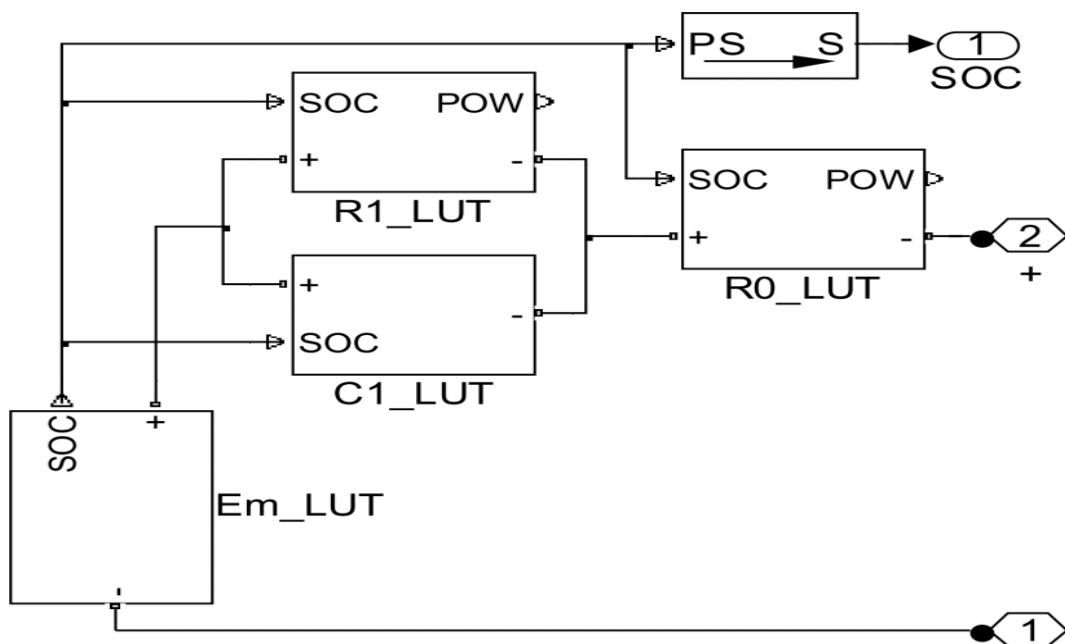 PS S
1
SOC
SOC POW
+ -
R1_LUT
SOC POW
+ -
R0_LUT
2
+
+
-
SOC
C1_LUT
SOC +
Em_LUT
-
1